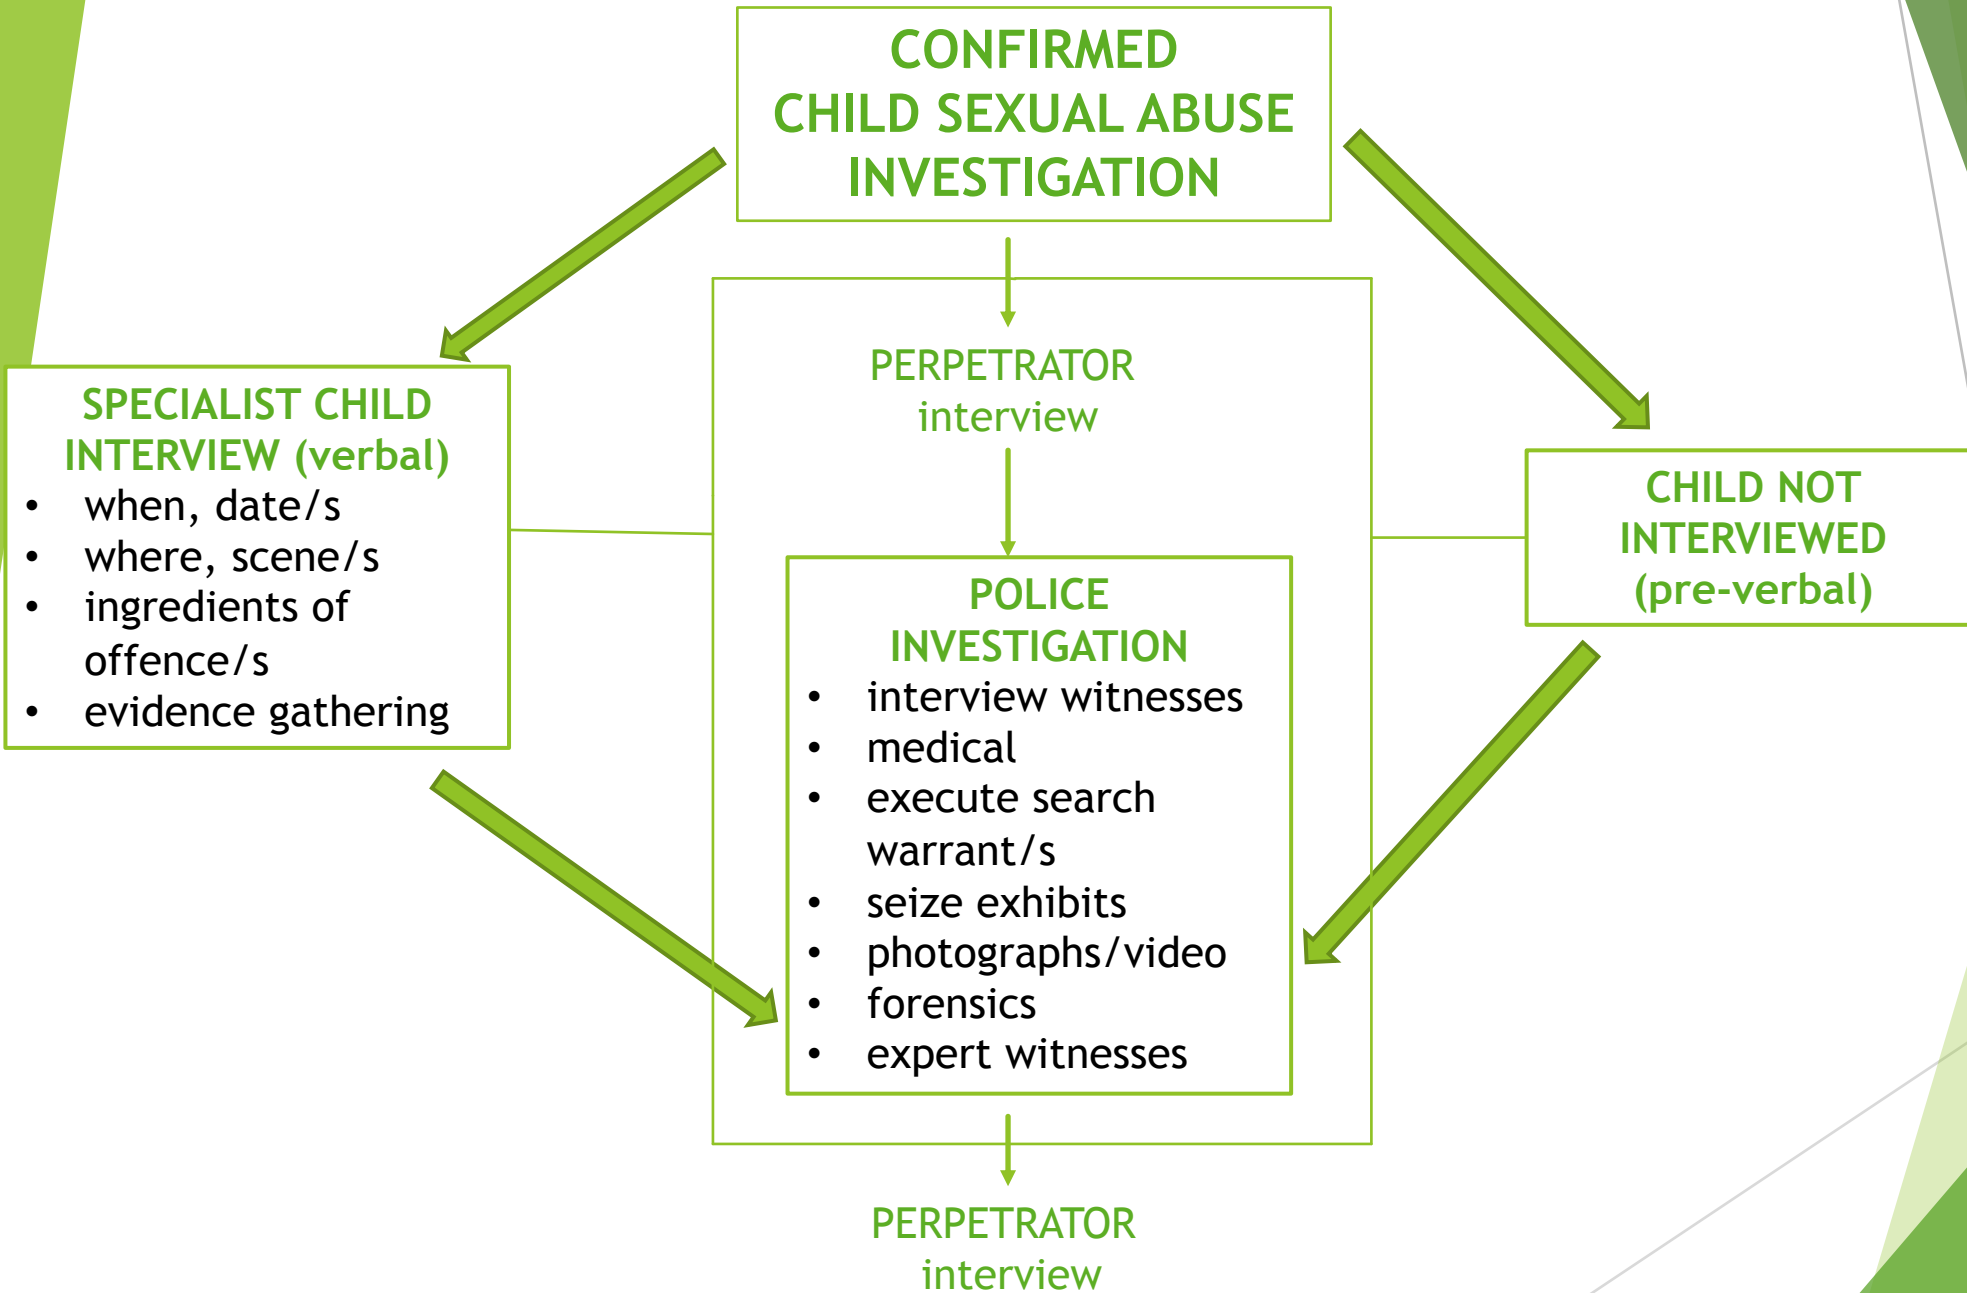 CONFIRMED
CHILD SEXUAL ABUSE
INVESTIGATION
PERPETRATOR
interview
SPECIALIST CHILD
INTERVIEW (verbal)
• when, date/s
• where, scene/s
• ingredients of
offence/s
• evidence gathering
CHILD NOT
INTERVIEWED
(pre-verbal)
POLICE
INVESTIGATION
• interview witnesses
• medical
• execute search
warrant/s
• seize exhibits
• photographs/video
• forensics
• expert witnesses
PERPETRATOR
interview